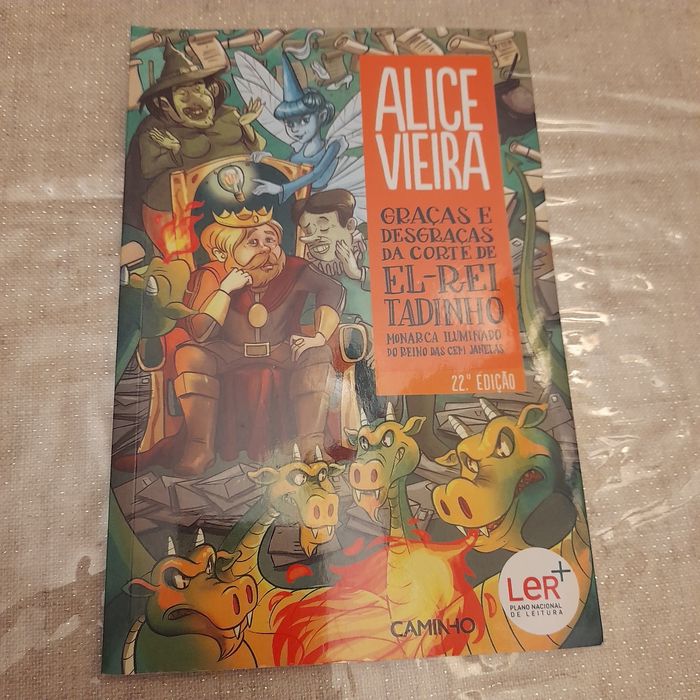 ALICE
VIEIRA
GRAÇAS E
DESGRAÇAS
DA CORTE DE
EL-REI
TADINHO
MONARCA ILUMINADO
DO REINO DAS CEM JANELAS
22.ª EDIÇÃO
LeR+
PLANO NACIONAL
DE LEITURA
CAMINHO